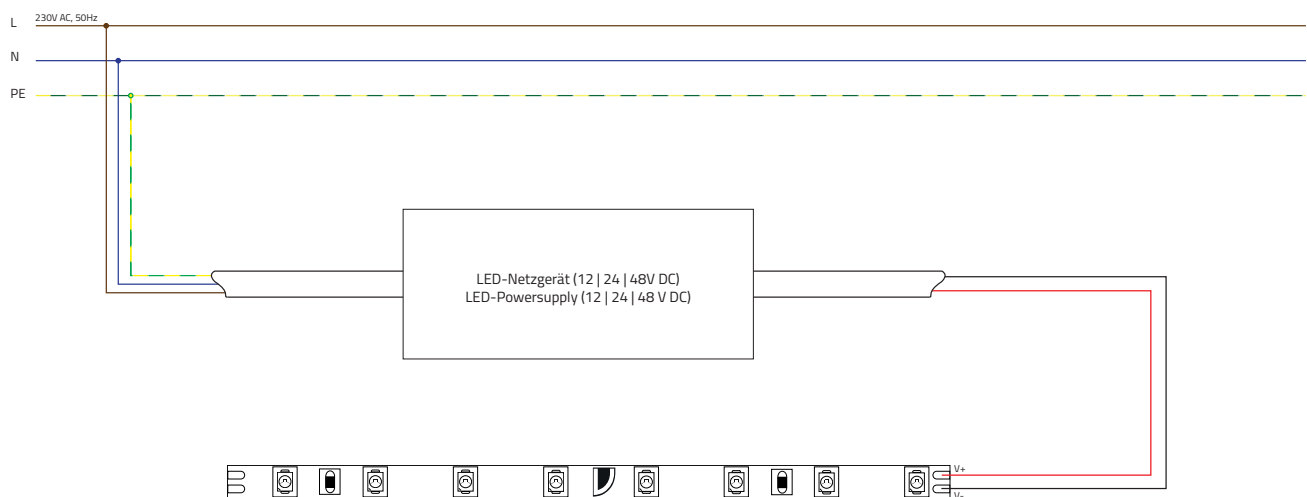 L
230V AC, 50Hz
N
PE
LED-Netzgerät (12 | 24 | 48V DC)
LED-Powersupply (12 | 24 | 48 V DC)
V+
V-